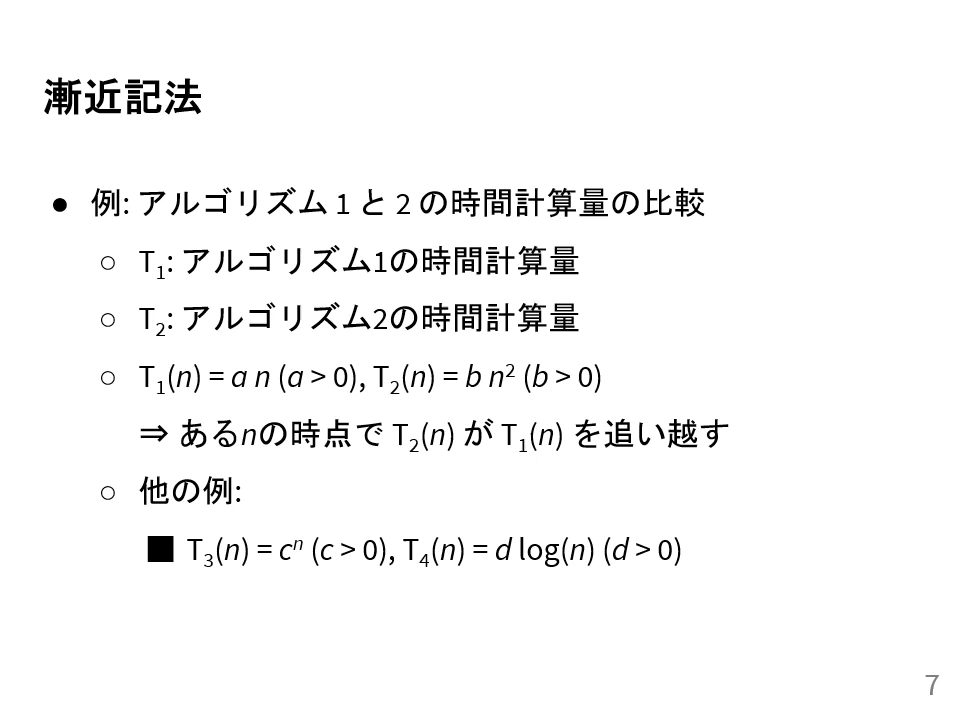 漸近記法
● 例: アルゴリズム 1 と 2 の時間計算量の比較
○ T₁: アルゴリズム1の時間計算量
○ T₂: アルゴリズム2の時間計算量
○ T₁(n) = a n (a > 0), T₂(n) = b n² (b > 0)
⇒ あるnの時点で T₂(n) が T₁(n) を追い越す
○ 他の例:
■ T₃(n) = cⁿ (c > 0), T₄(n) = d log(n) (d > 0)
7